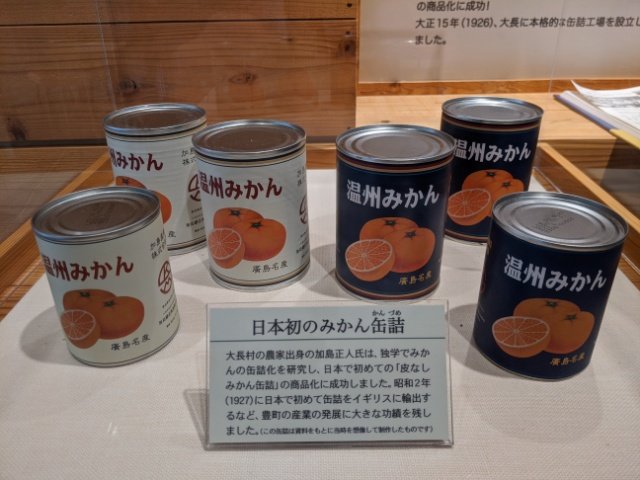 の商品化に成功!
大正15年(1926)、大長に本格的な缶詰工場を設立し
ました。
温州みかん
温州みかん
廣島名産
温州みかん
廣島名産
温州みかん
温州みかん
廣島名産
温州みかん
廣島名産
日本初のみかん缶詰
かん づめ
大長村の農家出身の加島正人氏は、独学でみか
んの缶詰化を研究し、日本で初めての「皮なし
みかん缶詰」の商品化に成功しました。昭和2年
(1927)に日本で初めて缶詰をイギリスに輸出す
るなど、豊町の産業の発展に大きな功績を残し
ました。(この缶詰は資料をもとに当時を想像して制作したものです)